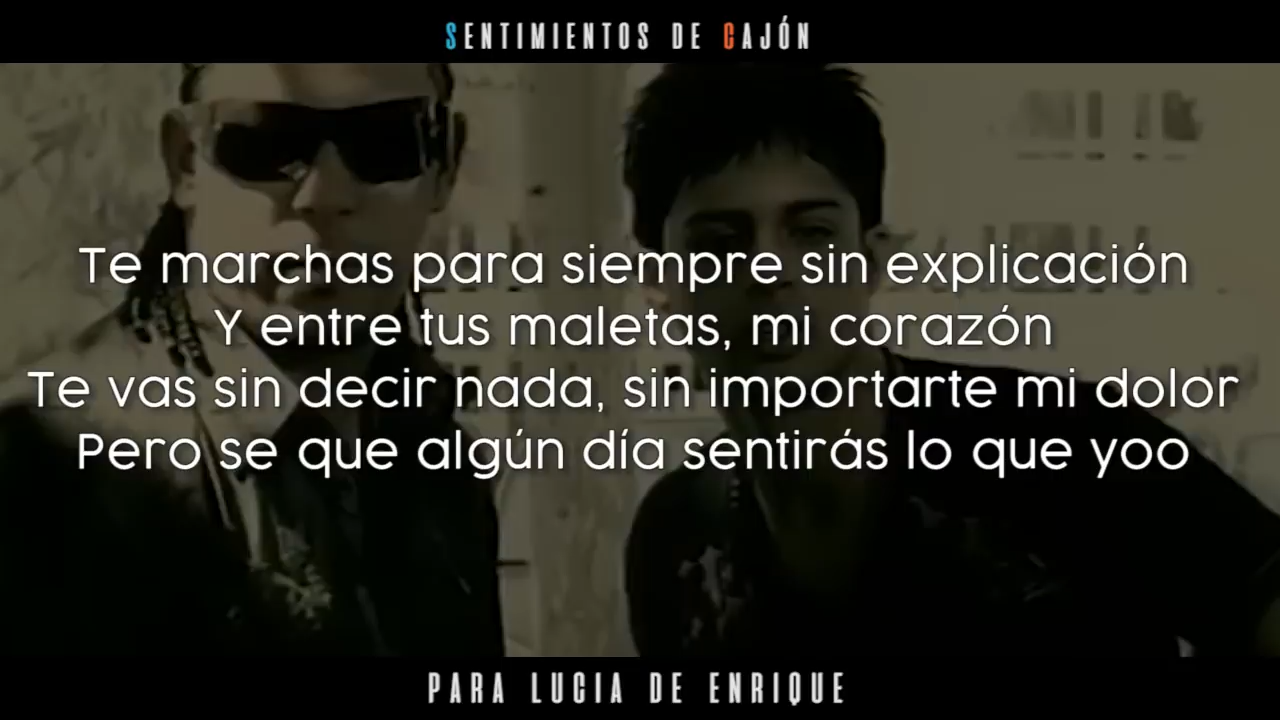 SENTIMIENTOS DE CAJÓN
Te marchas para siempre sin explicación
Y entre tus maletas, mi corazón
Te vas sin decir nada, sin importarte mi dolor
Pero se que algún día sentirás lo que yoo
PARA LUCIA DE ENRIQUE